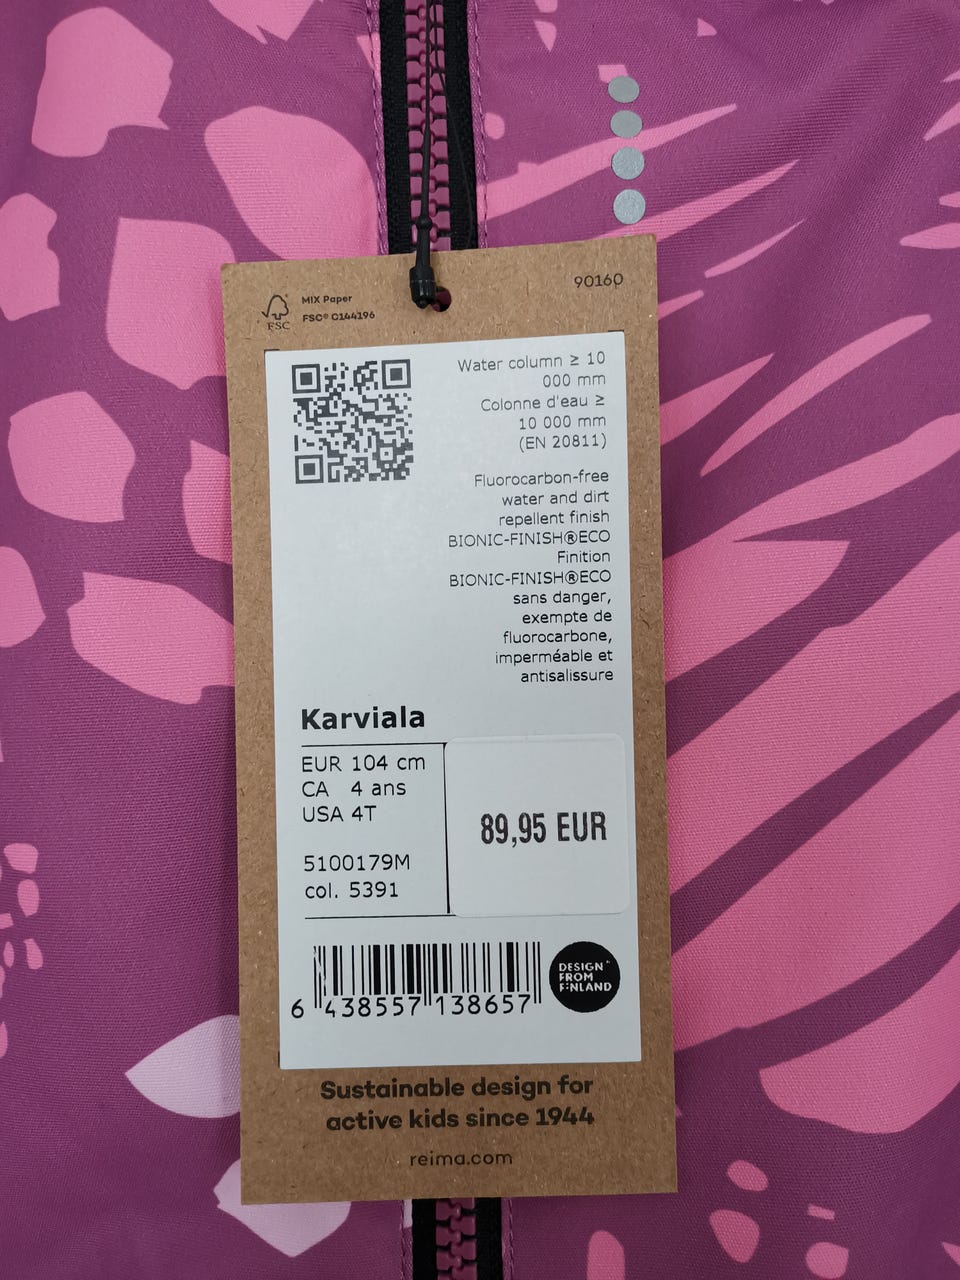 MIX Paper
FSC® C144196
FSC
90160
Water column ≥ 10
000 mm
Colonne d'eau ≥
10 000 mm
(EN 20811)
Fluorocarbon-free
water and dirt
repellent finish
BIONIC-FINISH®ECO
Finition
BIONIC-FINISH®ECO
sans danger,
exempte de
fluorocarbone,
imperméable et
antisalissure
Karviala
EUR 104 cm
CA 4 ans
USA 4T
5100179M
col. 5391
89,95 EUR
6 438557 138657
DESIGN
FROM
FINLAND
Sustainable design for
active kids since 1944
reima.com